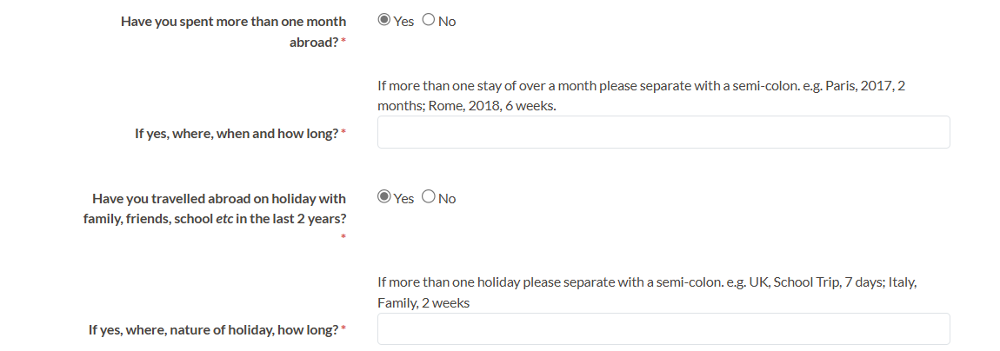 Have you spent more than one month
abroad? *
Yes No
If more than one stay of over a month please separate with a semi-colon. e.g. Paris, 2017, 2
months; Rome, 2018, 6 weeks.
If yes, where, when and how long? *
Have you travelled abroad on holiday with
family, friends, school etc in the last 2 years?
*
Yes No
If more than one holiday please separate with a semi-colon. e.g. UK, School Trip, 7 days; Italy,
Family, 2 weeks
If yes, where, nature of holiday, how long? *